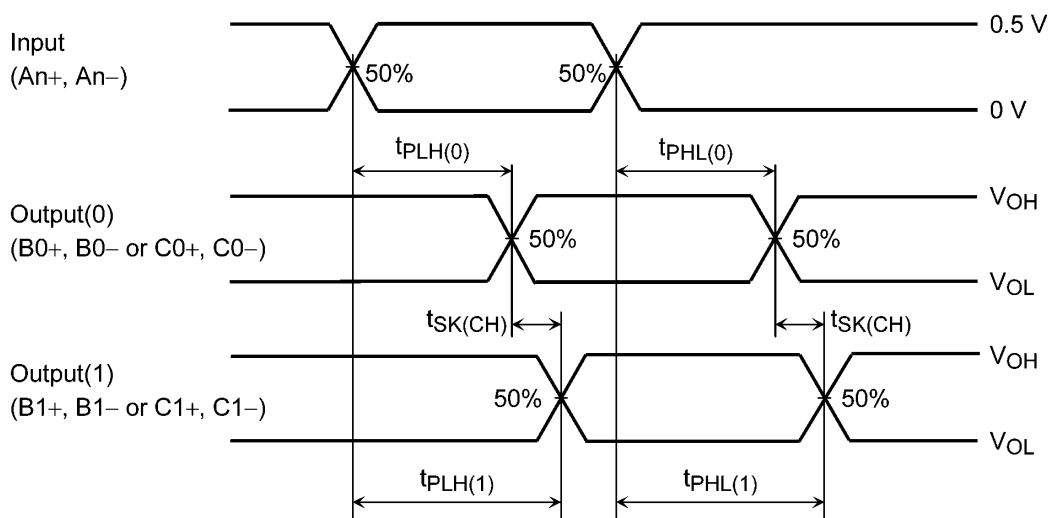 0.5 V
Input
(An+, An−)
50%
50%
0 V
tPLH(0)
tPHL(0)
VOH
Output(0)
(B0+, B0− or C0+, C0−)
50%
50%
VOL
tSK(CH)
tSK(CH)
VOH
Output(1)
(B1+, B1− or C1+, C1−)
50%
50%
VOL
tPLH(1)
tPHL(1)